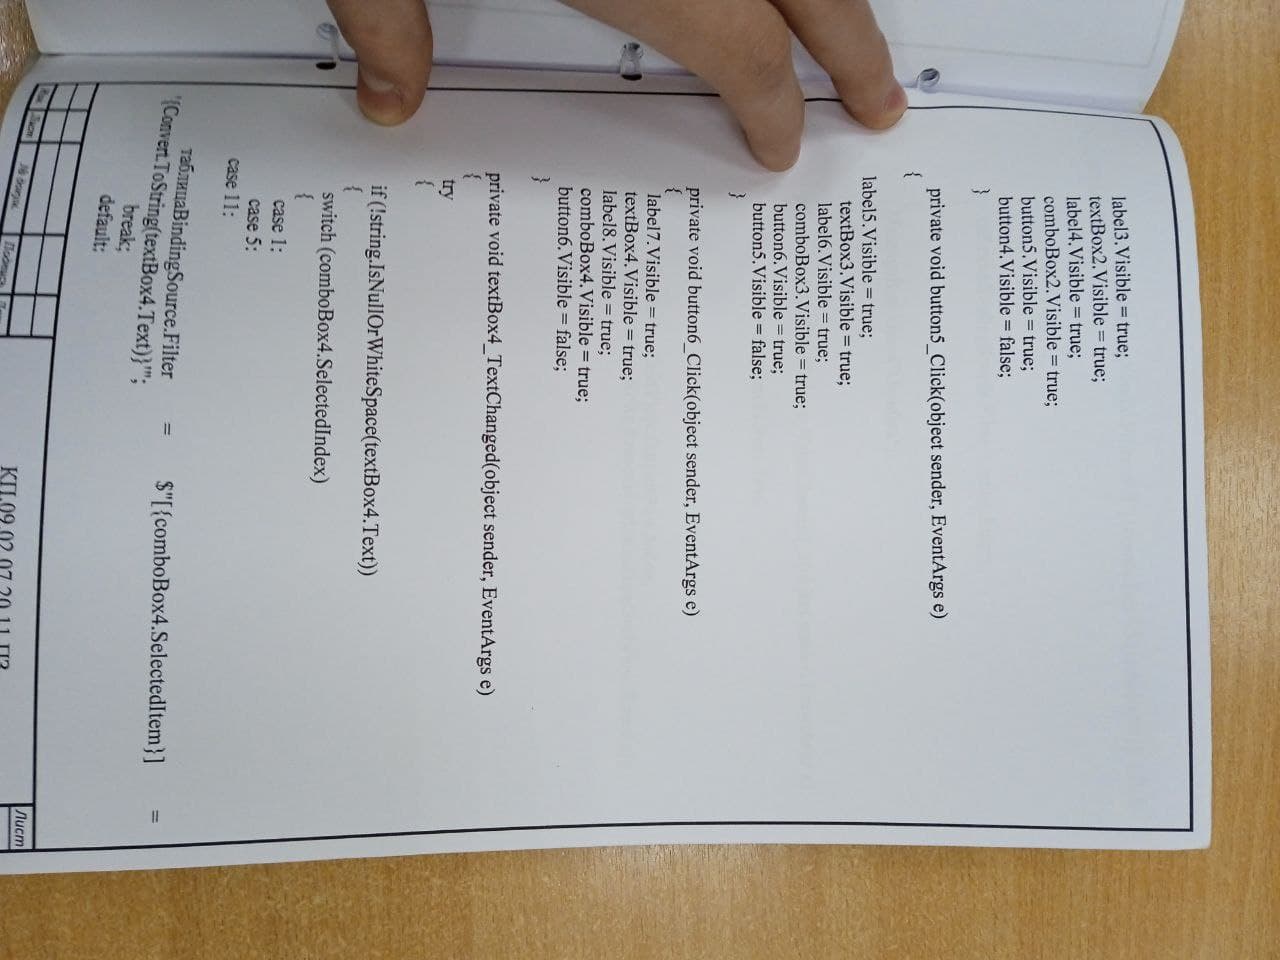 label3.Visible = true;
textBox2.Visible = true;
label4.Visible = true;
comboBox2.Visible = true;
button5.Visible = true;
button4.Visible = false;
}
private void button5_Click(object sender, EventArgs e)
{
label5.Visible = true;
textBox3.Visible = true;
label6.Visible = true;
comboBox3.Visible = true;
button6.Visible = true;
button5.Visible = false;
}
private void button6_Click(object sender, EventArgs e)
{
label7.Visible = true;
textBox4.Visible = true;
label8.Visible = true;
comboBox4.Visible = true;
button6.Visible = false;
}
private void textBox4_TextChanged(object sender, EventArgs e)
{
try
{
if (!string.IsNullOrWhiteSpace(textBox4.Text))
{
switch (comboBox4.SelectedIndex)
{
case 1:
case 5:
case 11:
таблицаBindingSource.Filter = $"[{comboBox4.SelectedItem}] =
'{Convert.ToString(textBox4.Text)}'";
break;
default:
Лист
№ докум.
Подпись
КП.09.02.07.20.11.ПЗ
Лист